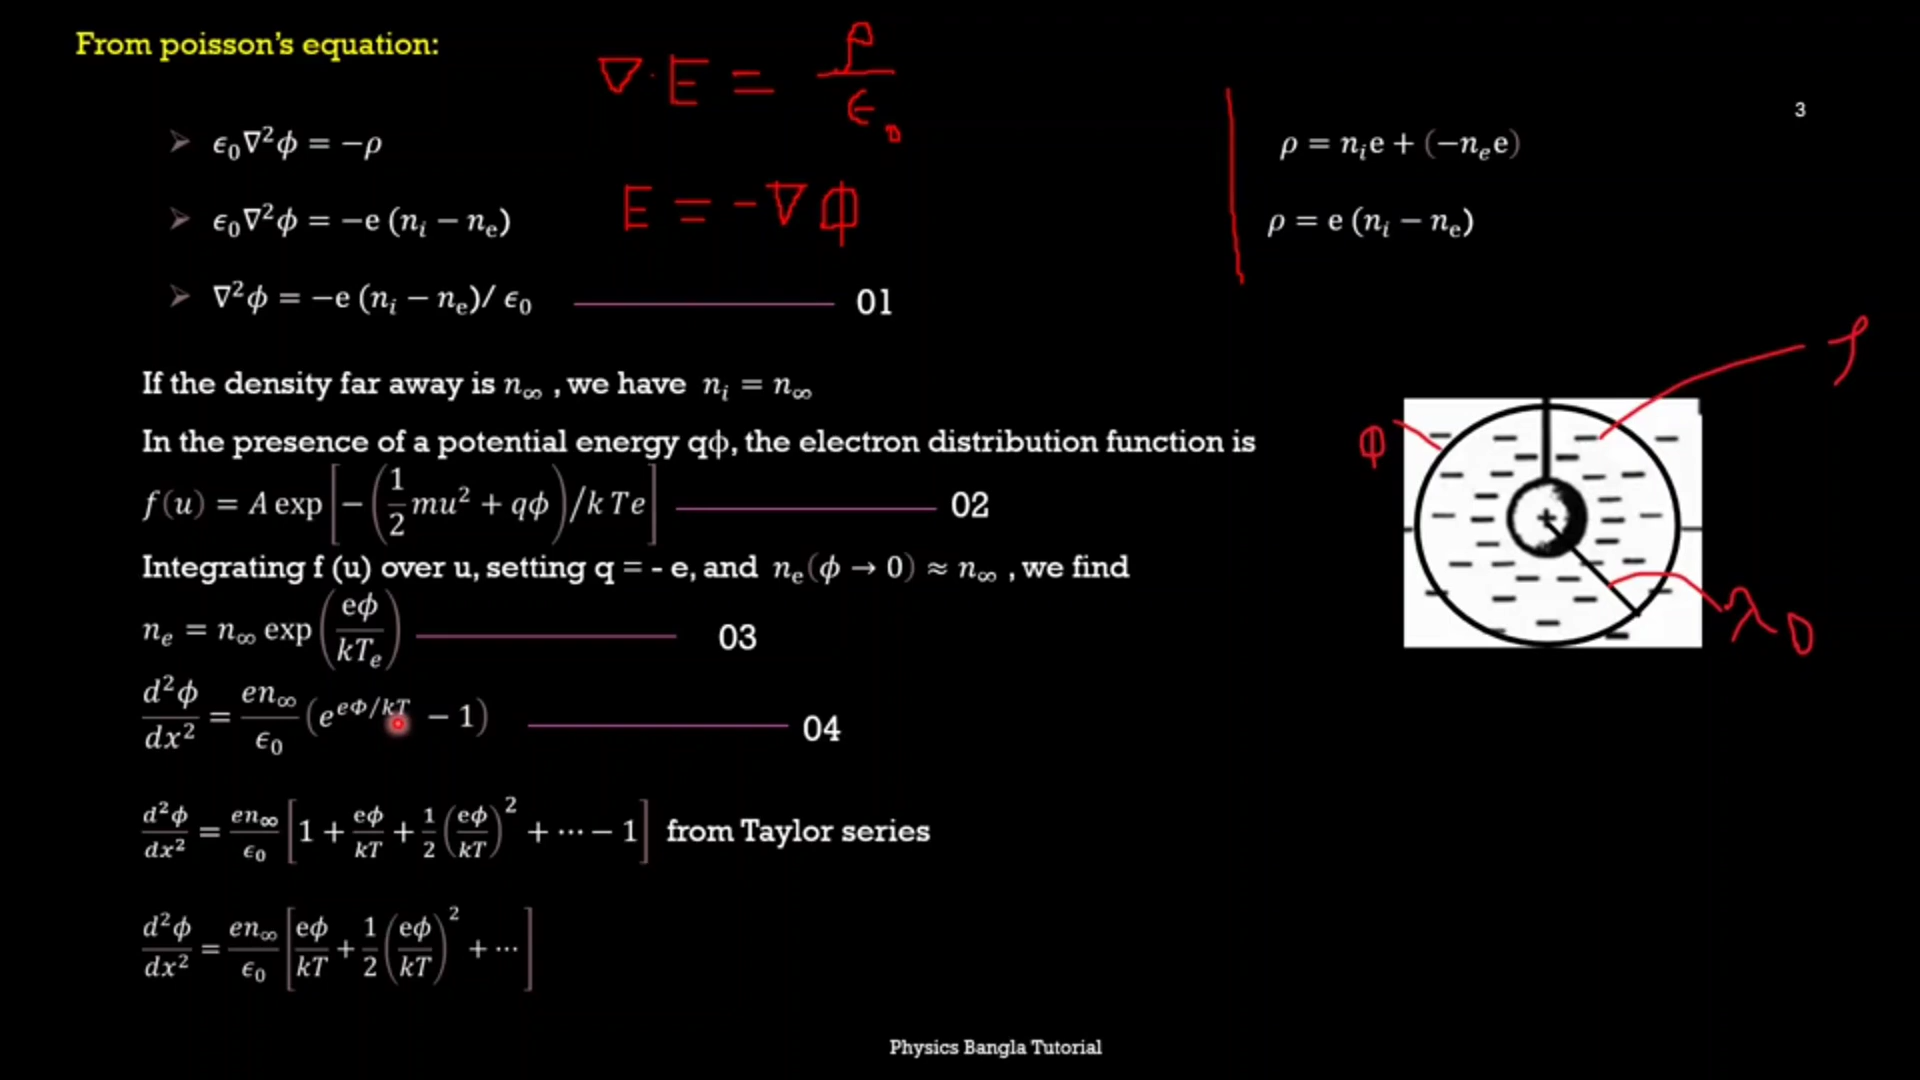 From poisson's equation:
∇·E = ρ/ϵ₀
3
➤ ϵ₀∇²ϕ = −ρ
ρ = nᵢe + (−nₑe)
➤ ϵ₀∇²ϕ = −e (nᵢ − nₑ)
E = -∇ϕ
ρ = e (nᵢ − nₑ)
➤ ∇²ϕ = −e (nᵢ − nₑ)/ ϵ₀ 01
If the density far away is n∞ , we have nᵢ = n∞
In the presence of a potential energy qϕ, the electron distribution function is
f(u) = A exp[−(1/2 mu² + qϕ)/k Te] 02
Integrating f (u) over u, setting q = - e, and nₑ(ϕ → 0) ≈ n∞ , we find
nₑ = n∞ exp(eϕ/kTₑ) 03
d²ϕ/dx² = en∞/ϵ₀ (e^(eΦ/kT) − 1) 04
d²ϕ/dx² = en∞/ϵ₀ [1 + eϕ/kT + 1/2 (eϕ/kT)² + ⋯ − 1] from Taylor series
d²ϕ/dx² = en∞/ϵ₀ [eϕ/kT + 1/2 (eϕ/kT)² + ⋯]
ϕ
+
λD
Physics Bangla Tutorial